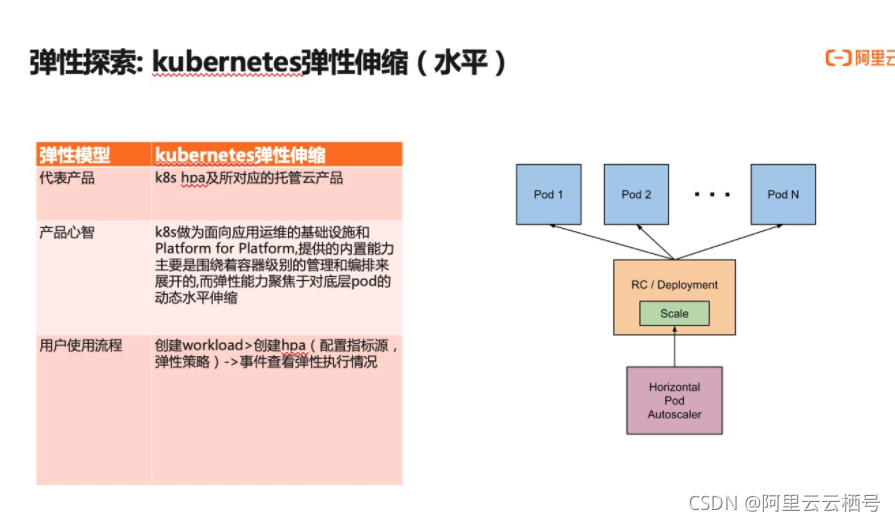 弹性探索: kubernetes弹性伸缩（水平）
阿里云
弹性模型
kubernetes弹性伸缩
代表产品
k8s hpa及所对应的托管云产品
产品心智
k8s做为面向应用运维的基础设施和
Platform for Platform,提供的内置能力
主要是围绕着容器级别的管理和编排来
展开的,而弹性能力聚焦于对底层pod的
动态水平伸缩
用户使用流程
创建workload>创建hpa（配置指标源，
弹性策略）->事件查看弹性执行情况
Pod 1
Pod 2
Pod N
RC / Deployment
Scale
Horizontal
Pod
Autoscaler
CSDN @阿里云云栖号